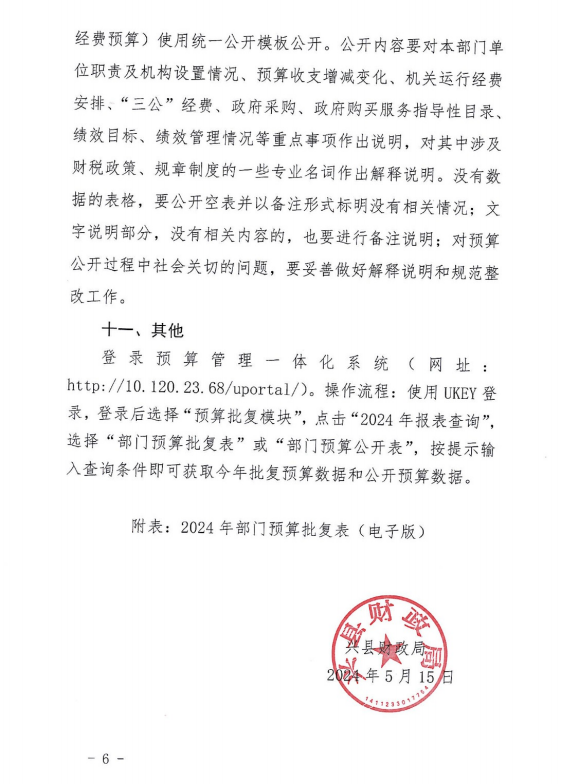 经费预算）使用统一公开模板公开。公开内容要对本部门单
位职责及机构设置情况、预算收支增减变化、机关运行经费
安排、“三公”经费、政府采购、政府购买服务指导性目录、
绩效目标、绩效管理情况等重点事项作出说明，对其中涉及
财税政策、规章制度的一些专业名词作出解释说明。没有数
据的表格，要公开空表并以备注形式标明没有相关情况；文
字说明部分，没有相关内容的，也要进行备注说明；对预算
公开过程中社会关切的问题，要妥善做好解释说明和规范整
改工作。
十一、其他
登录预算管理一体化系统（网址：
http://10.120.23.68/uportal/）。操作流程：使用 UKEY 登
录，登录后选择“预算批复模块”，点击“2024 年报表查询”，
选择“部门预算批复表”或“部门预算公开表”，按提示输
入查询条件即可获取今年批复预算数据和公开预算数据。
附表：2024 年部门预算批复表（电子版）
兴县财政局
兴县财政局
2024 年 5 月 15 日
- 6 -